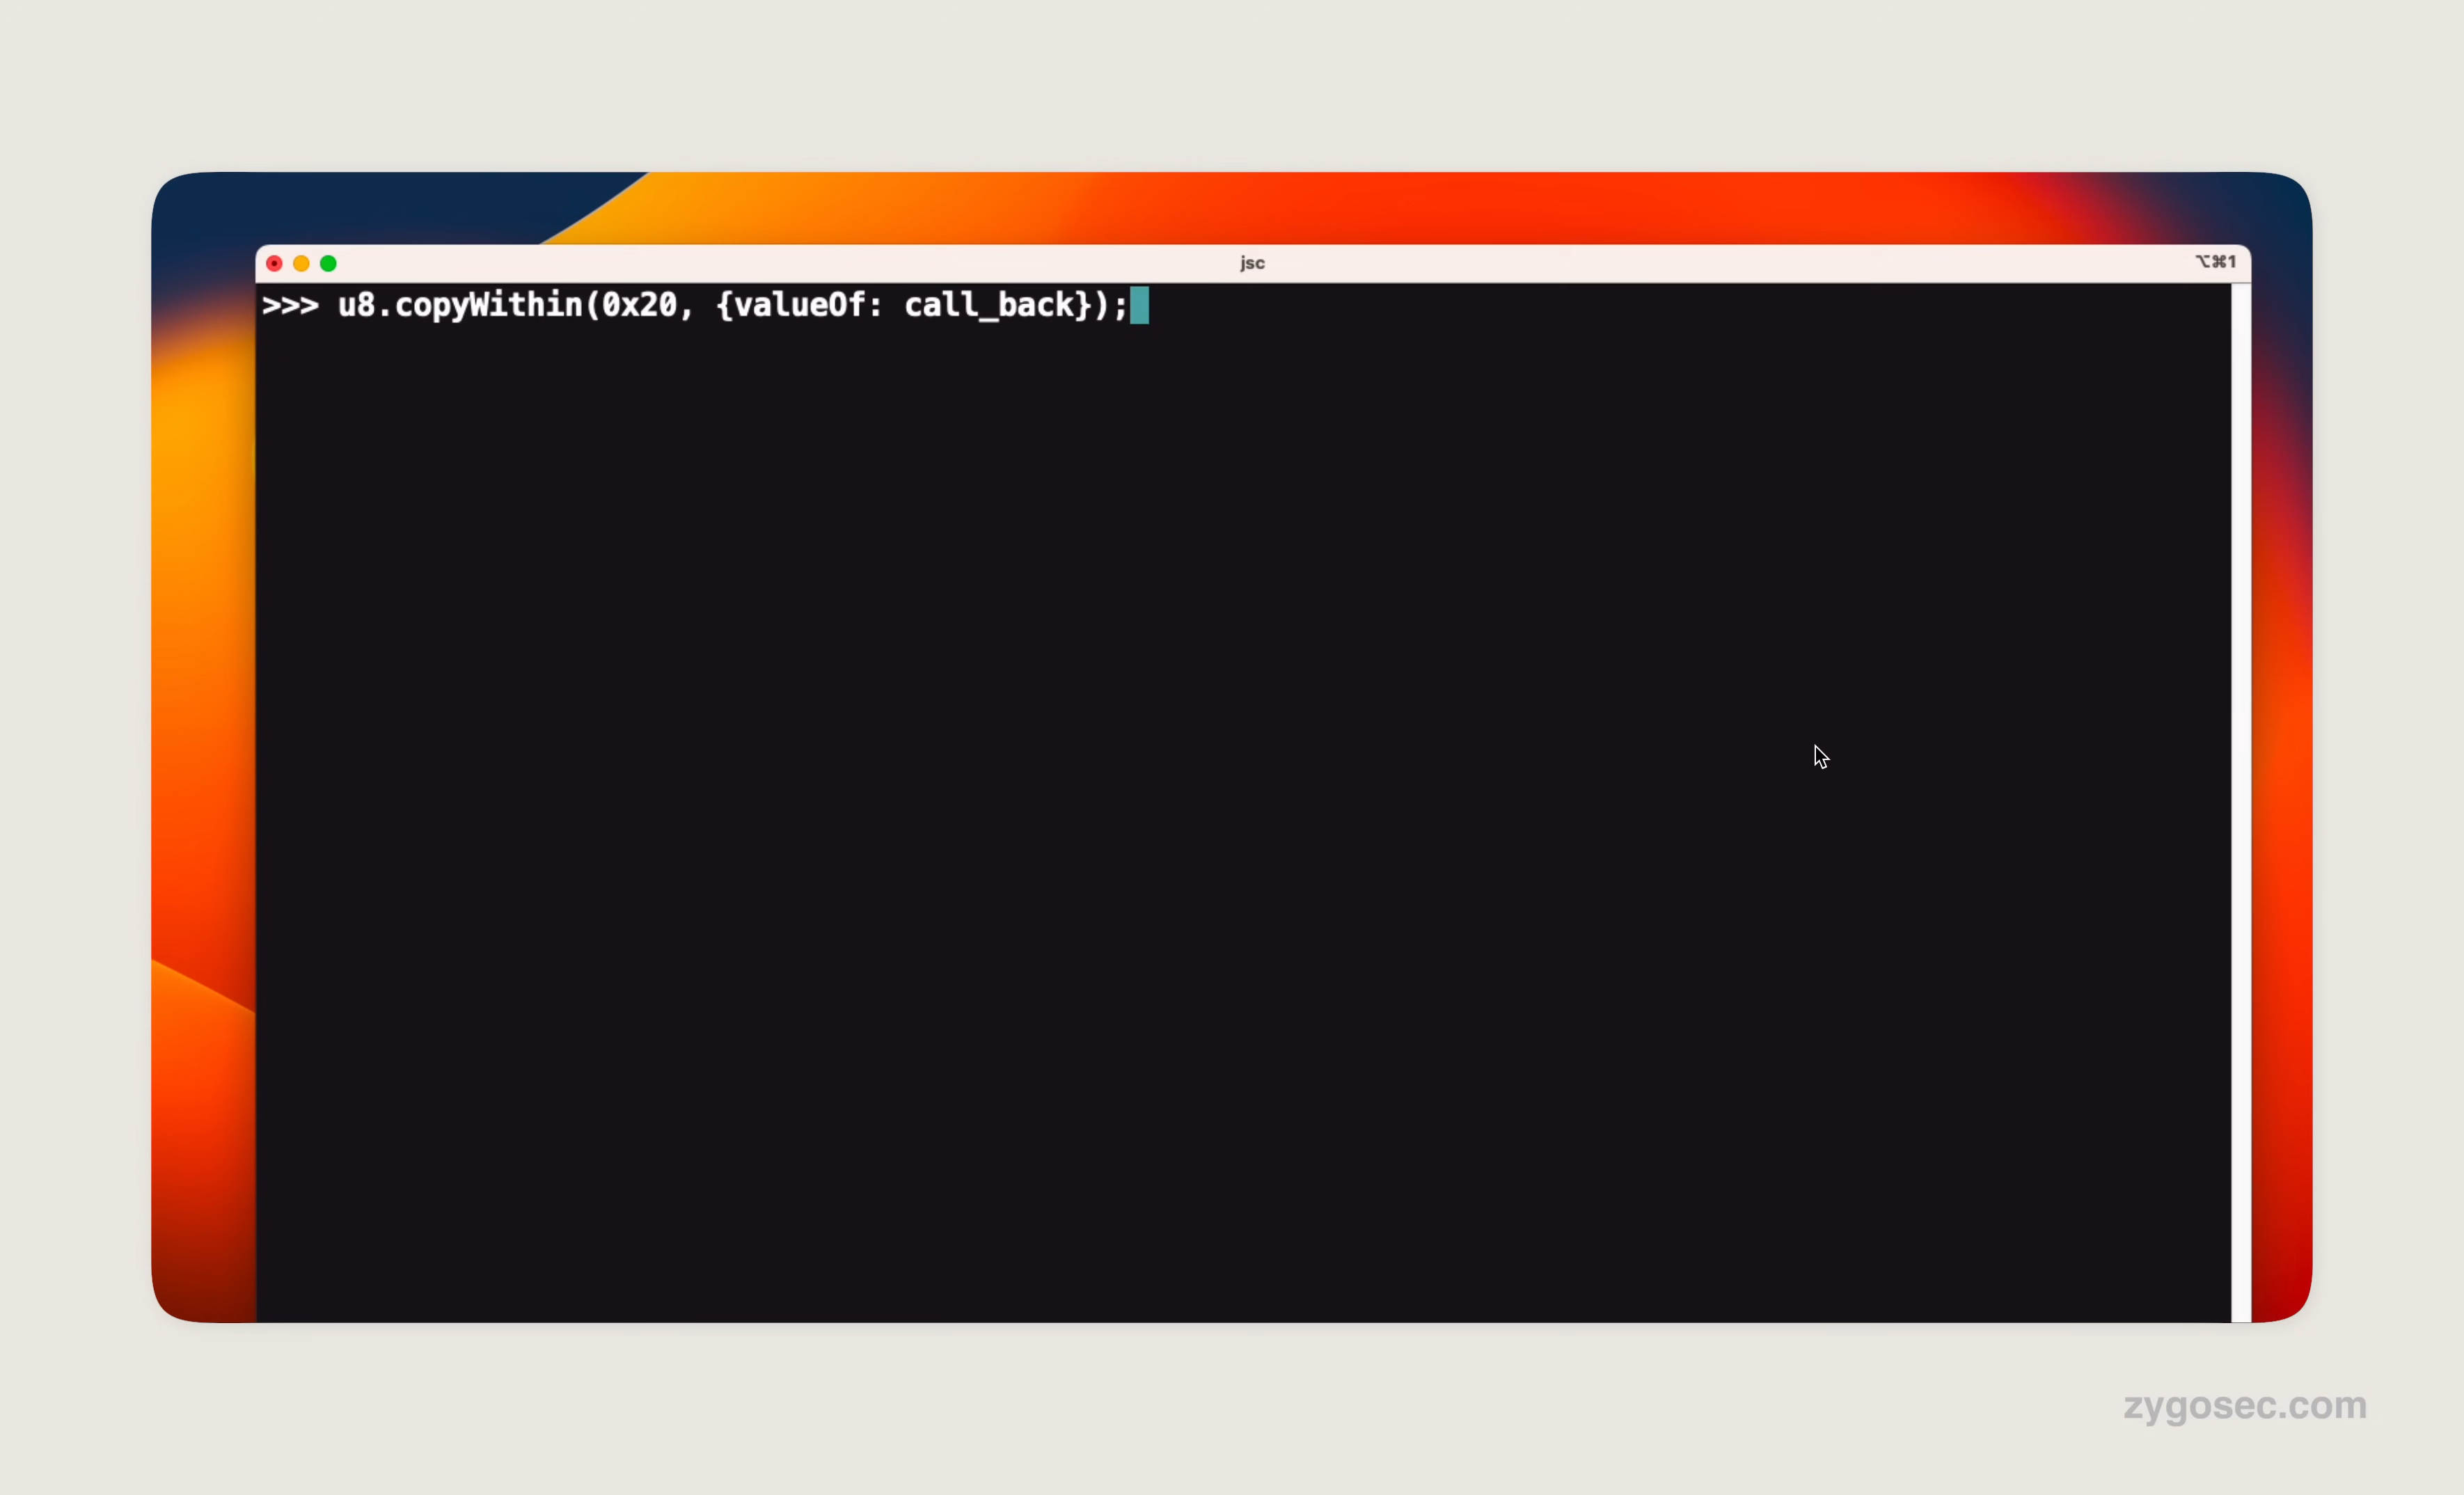 jsc
⌥⌘1
>>> u8.copyWithin(0x20, {valueOf: call_back});
zygosec.com